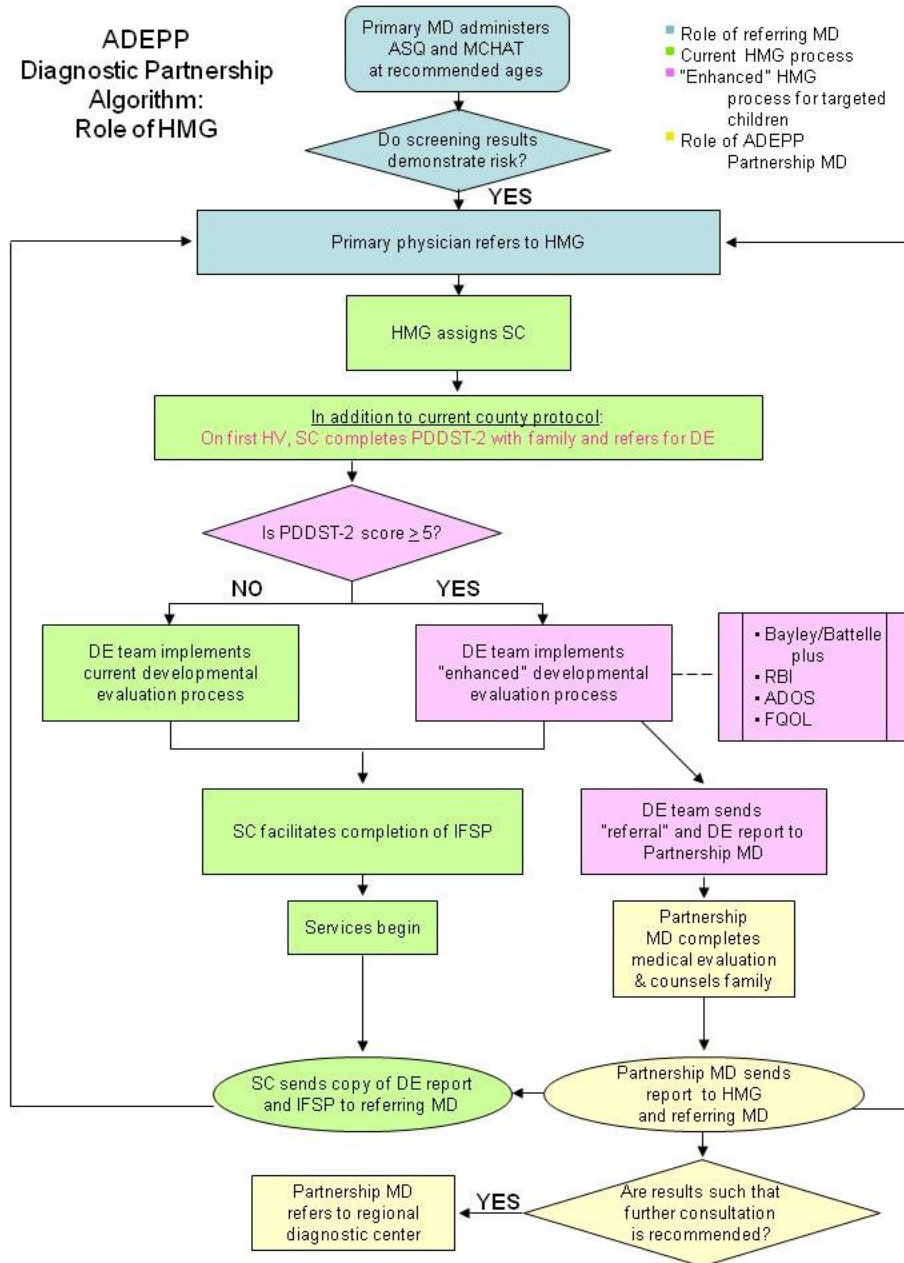 ADEPP
Diagnostic Partnership
Algorithm:
Role of HMG
Primary MD administers
ASQ and MCHAT
at recommended ages
Role of referring MD
Current HMG process
"Enhanced" HMG
process for targeted
children
Role of ADEPP
Partnership MD
Do screening results
demonstrate risk?
YES
Primary physician refers to HMG
HMG assigns SC
In addition to current county protocol:
On first HV, SC completes PDDST-2 with family and refers for DE
Is PDDST-2 score ≥ 5?
NO
YES
DE team implements
current developmental
evaluation process
DE team implements
"enhanced" developmental
evaluation process
▪ Bayley/Battelle
plus
▪ RBI
▪ ADOS
▪ FQOL
SC facilitates completion of IFSP
DE team sends
"referral" and DE report to
Partnership MD
Services begin
Partnership
MD completes
medical evaluation
& counsels family
SC sends copy of DE report
and IFSP to referring MD
Partnership MD sends
report to HMG
and referring MD
Partnership MD
refers to regional
diagnostic center
YES
Are results such that
further consultation
is recommended?